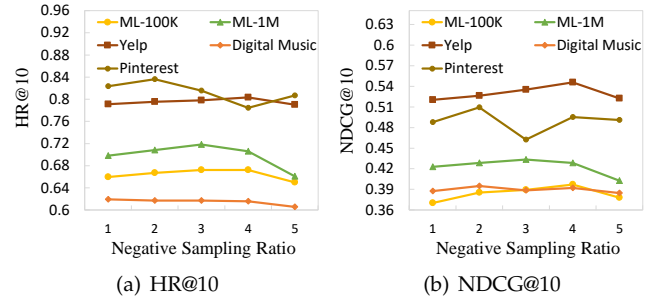 ML-100K ML-1M
Yelp Digital Music
Pinterest
HR@10
0.96
0.92
0.88
0.84
0.8
0.76
0.72
0.68
0.64
0.6
1 2 3 4 5
Negative Sampling Ratio
(a) HR@10
ML-100K ML-1M
Yelp Digital Music
Pinterest
NDCG@10
0.63
0.6
0.57
0.54
0.51
0.48
0.45
0.42
0.39
0.36
1 2 3 4 5
Negative Sampling Ratio
(b) NDCG@10